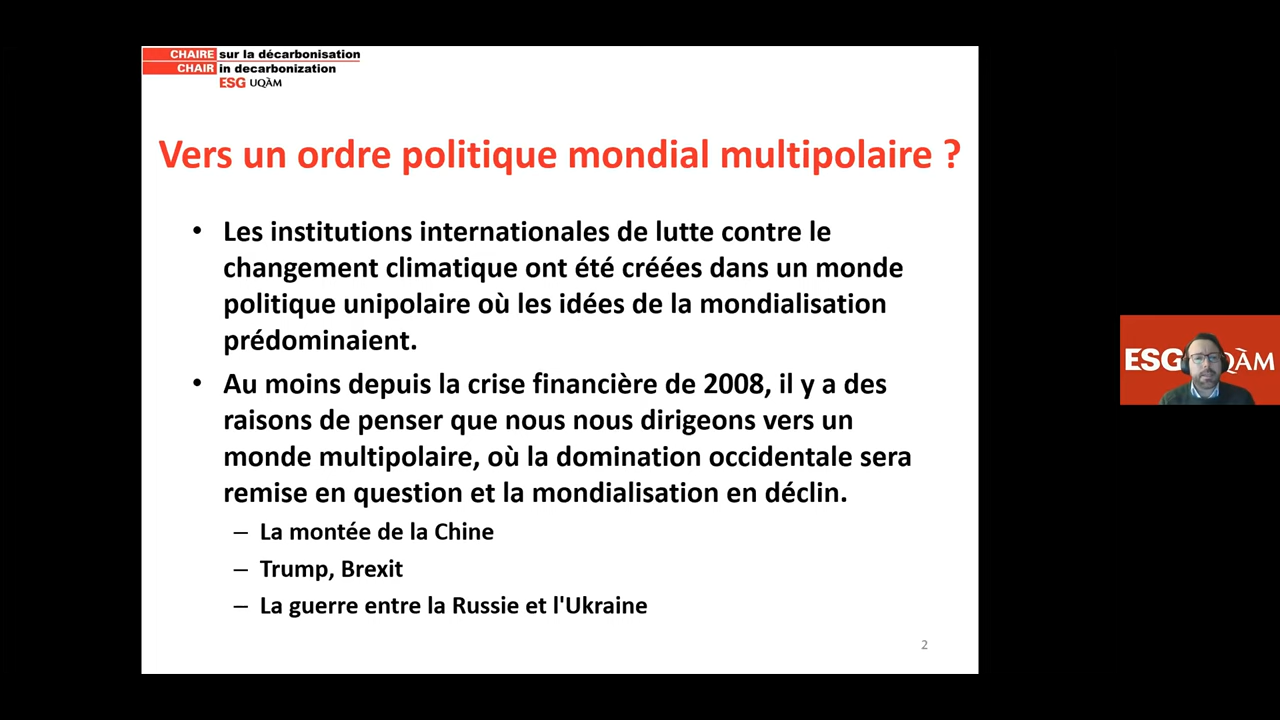 CHAIRE sur la décarbonisation
CHAIR in decarbonization
ESG UQÀM
Vers un ordre politique mondial multipolaire ?
• Les institutions internationales de lutte contre le
changement climatique ont été créées dans un monde
politique unipolaire où les idées de la mondialisation
prédominaient.
• Au moins depuis la crise financière de 2008, il y a des
raisons de penser que nous nous dirigeons vers un
monde multipolaire, où la domination occidentale sera
remise en question et la mondialisation en déclin.
– La montée de la Chine
– Trump, Brexit
– La guerre entre la Russie et l'Ukraine
2
ESG UQÀM